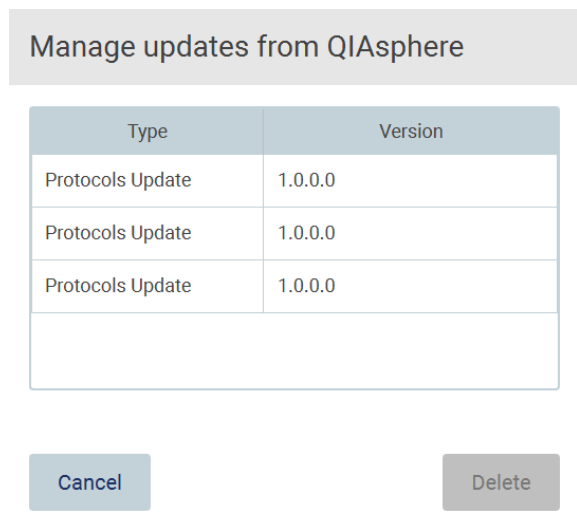 Manage updates from QIAsphere
Type Version
Protocols Update 1.0.0.0
Protocols Update 1.0.0.0
Protocols Update 1.0.0.0
Cancel Delete